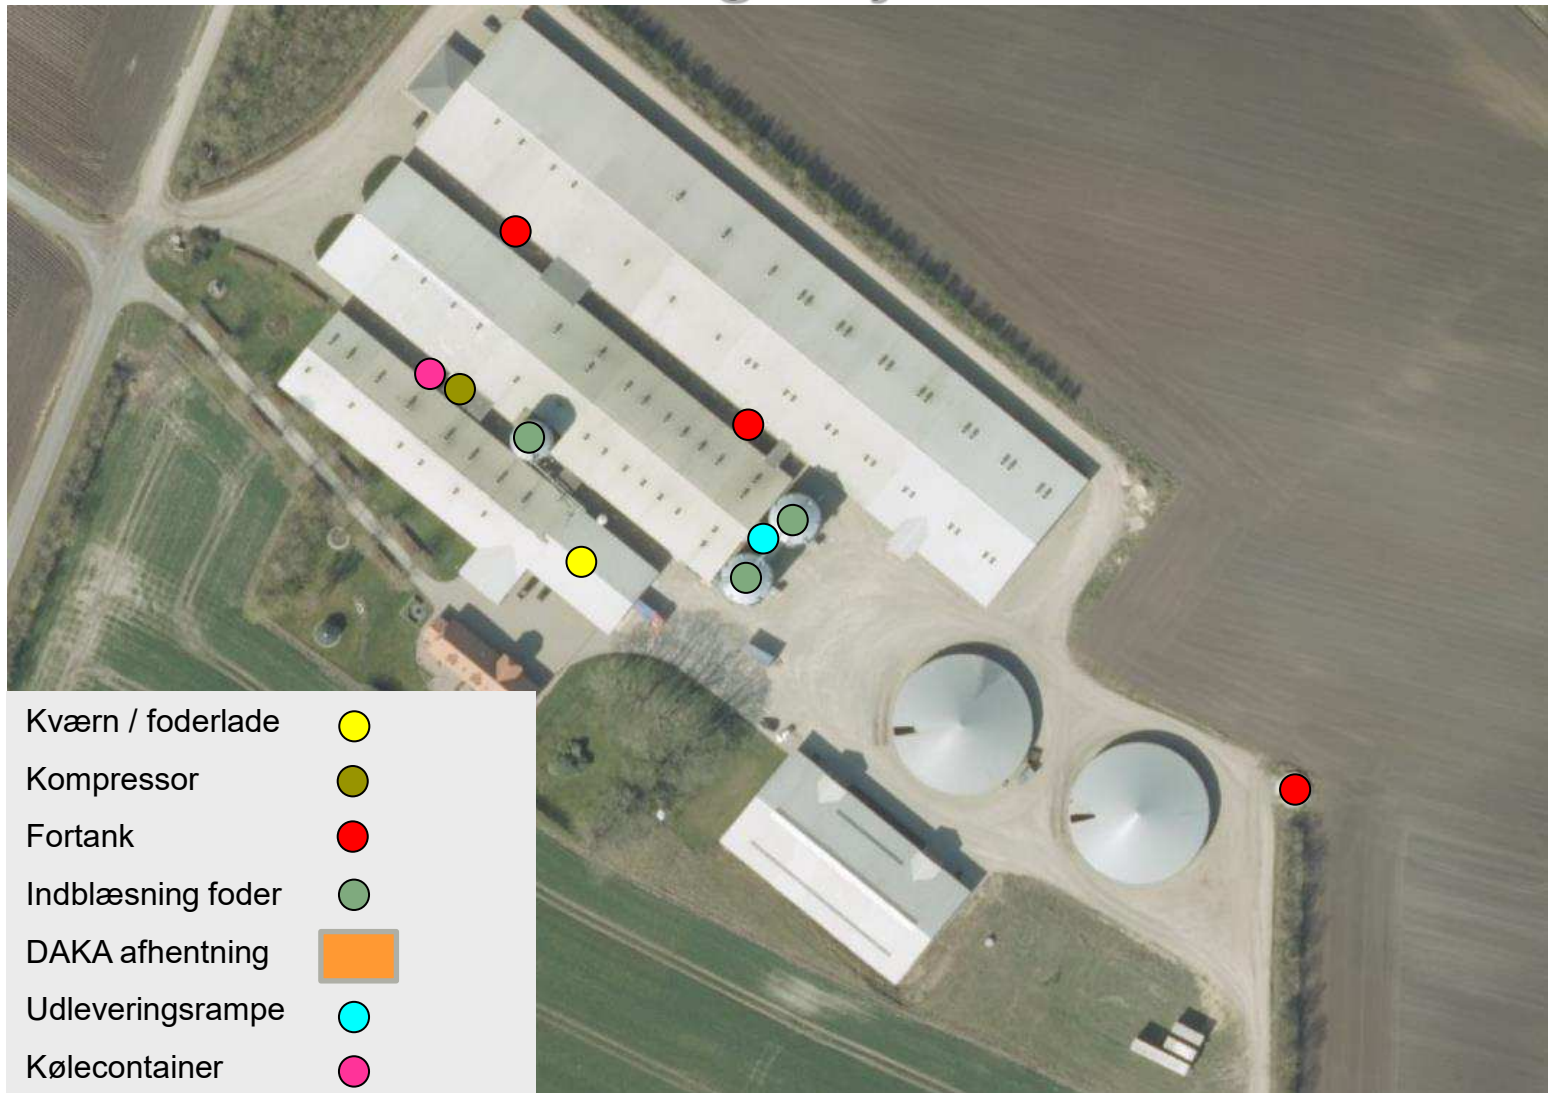 Kværn / foderlade
Kompressor
Fortank
Indblæsning foder
DAKA afhentning
Udleveringsrampe
Kølecontainer